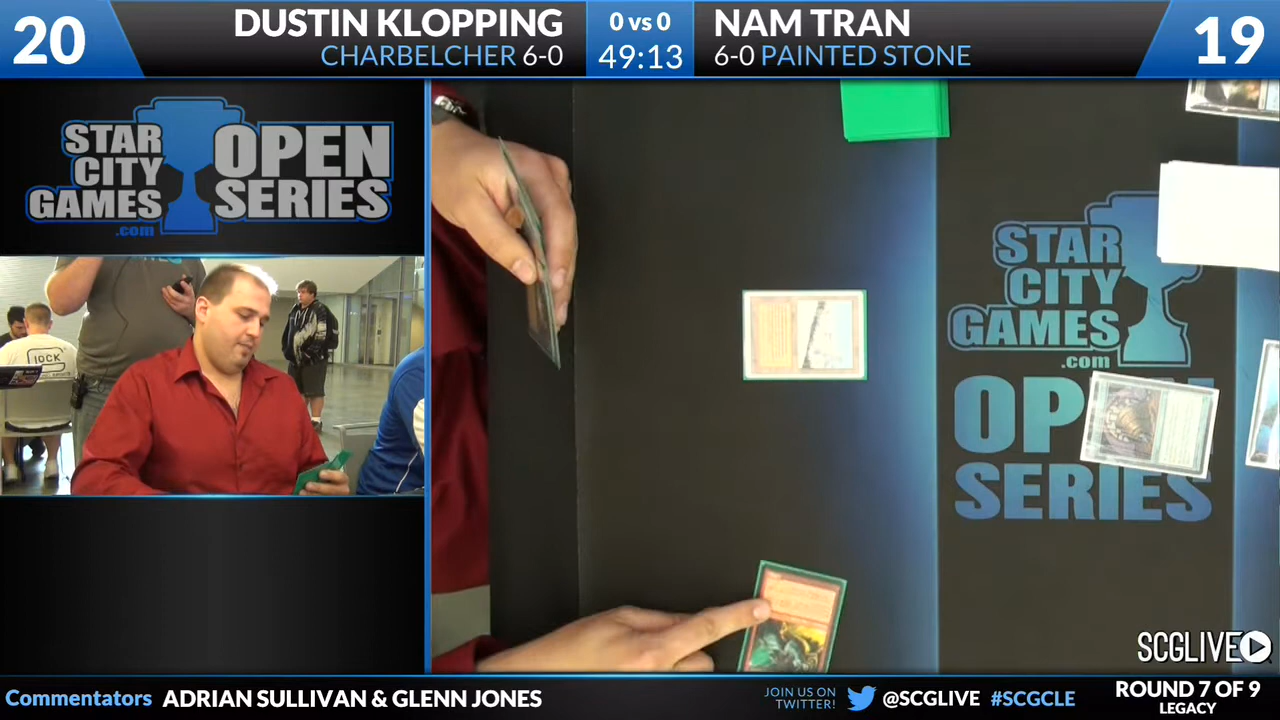 20
DUSTIN KLOPPING
CHARBELCHER 6-0
0 vs 0
49:13
NAM TRAN
6-0 PAINTED STONE
19
STAR
CITY
GAMES
.com
OPEN
SERIES
GLOCK
STAR
CITY
GAMES
.com
OP
SERIES
SCGLIVE
Commentators ADRIAN SULLIVAN & GLENN JONES
JOIN US ON
TWITTER!
@SCGLIVE #SCGCLE
ROUND 7 OF 9
LEGACY